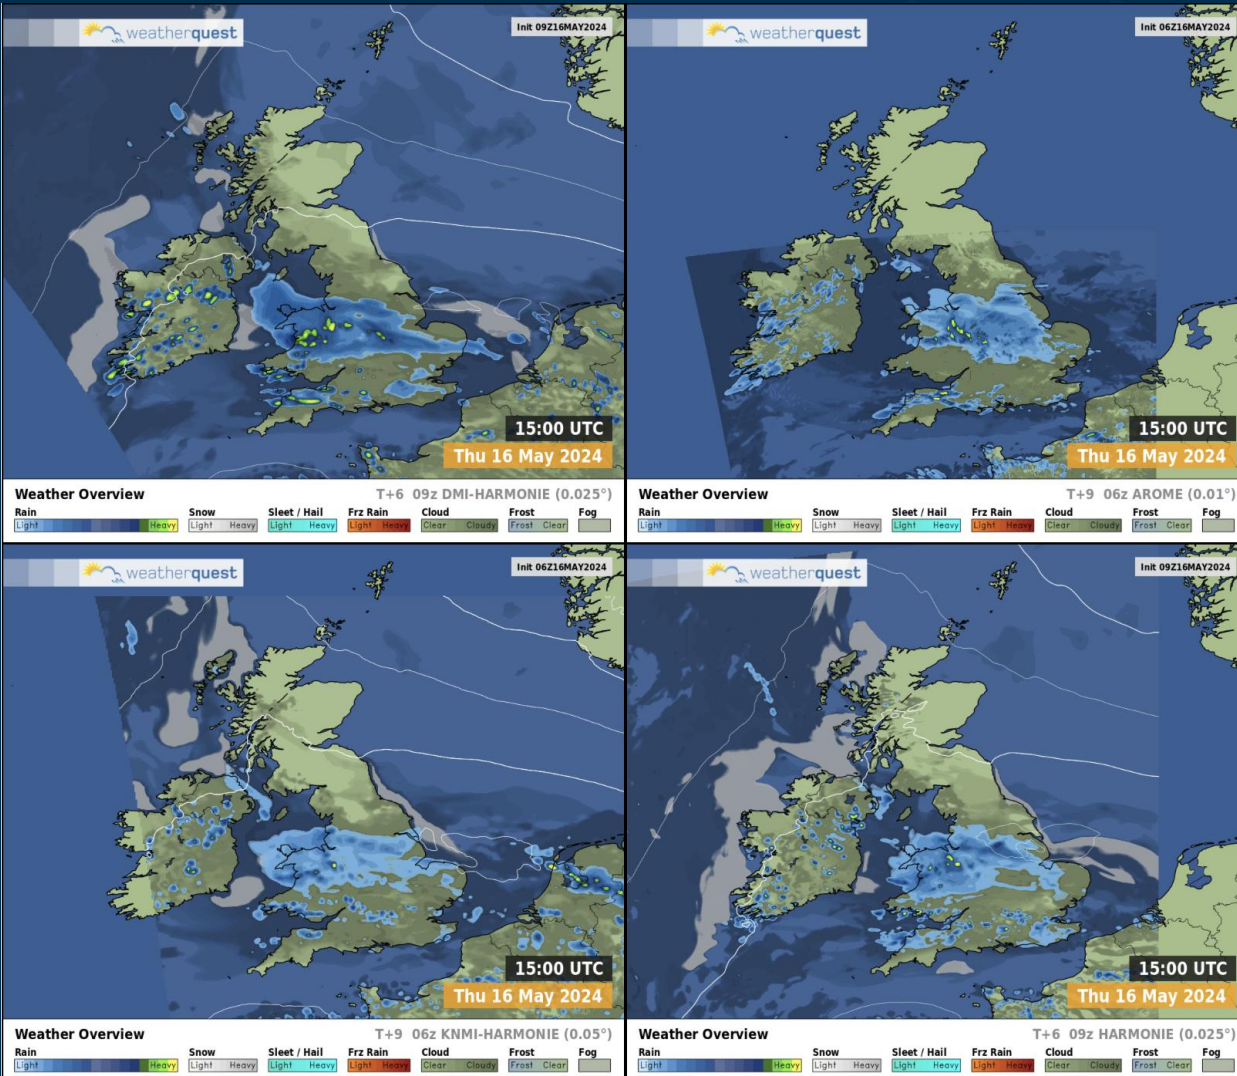 weatherquest
Init 09Z16MAY2024
15:00 UTC
Thu 16 May 2024
Weather Overview
T+6 09z DMI-HARMONIE (0.025°)
Rain Snow Sleet / Hail Frz Rain Cloud Frost Fog
Light Heavy Light Heavy Light Heavy Light Heavy Clear Cloudy Frost Clear
weatherquest
Init 06Z16MAY2024
15:00 UTC
Thu 16 May 2024
Weather Overview
T+9 06z AROME (0.01°)
Rain Snow Sleet / Hail Frz Rain Cloud Frost Fog
Light Heavy Light Heavy Light Heavy Light Heavy Clear Cloudy Frost Clear
weatherquest
Init 06Z16MAY2024
15:00 UTC
Thu 16 May 2024
Weather Overview
T+9 06z KNMI-HARMONIE (0.05°)
Rain Snow Sleet / Hail Frz Rain Cloud Frost Fog
Light Heavy Light Heavy Light Heavy Light Heavy Clear Cloudy Frost Clear
weatherquest
Init 09Z16MAY2024
15:00 UTC
Thu 16 May 2024
Weather Overview
T+6 09z HARMONIE (0.025°)
Rain Snow Sleet / Hail Frz Rain Cloud Frost Fog
Light Heavy Light Heavy Light Heavy Light Heavy Clear Cloudy Frost Clear